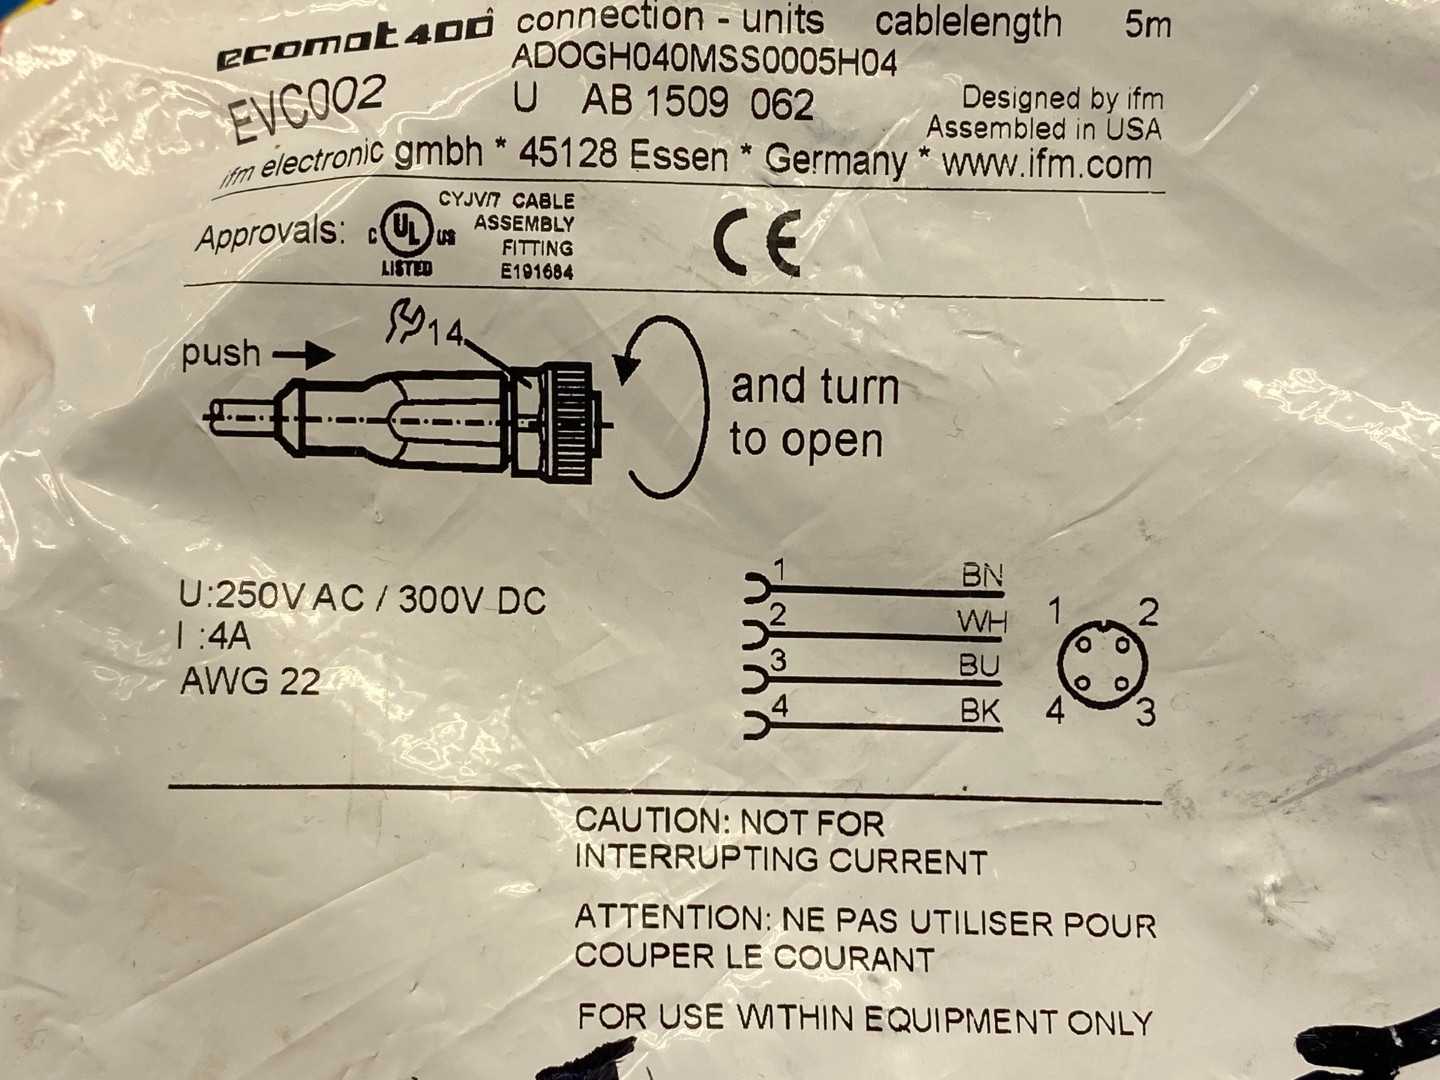 ecomat400 connection - units cablelength 5m
ADOGH040MSS0005H04
EVC002 U AB 1509 062
Designed by ifm
Assembled in USA
ifm electronic gmbh * 45128 Essen * Germany * www.ifm.com
Approvals: c UL us LISTED
CYJV/7 CABLE
ASSEMBLY
FITTING
E191684
CE
push 14
and turn
to open
U:250V AC / 300V DC
I :4A
AWG 22
1 BN
2 WH
3 BU
4 BK
1 2
4 3
CAUTION: NOT FOR
INTERRUPTING CURRENT
ATTENTION: NE PAS UTILISER POUR
COUPER LE COURANT
FOR USE WITHIN EQUIPMENT ONLY